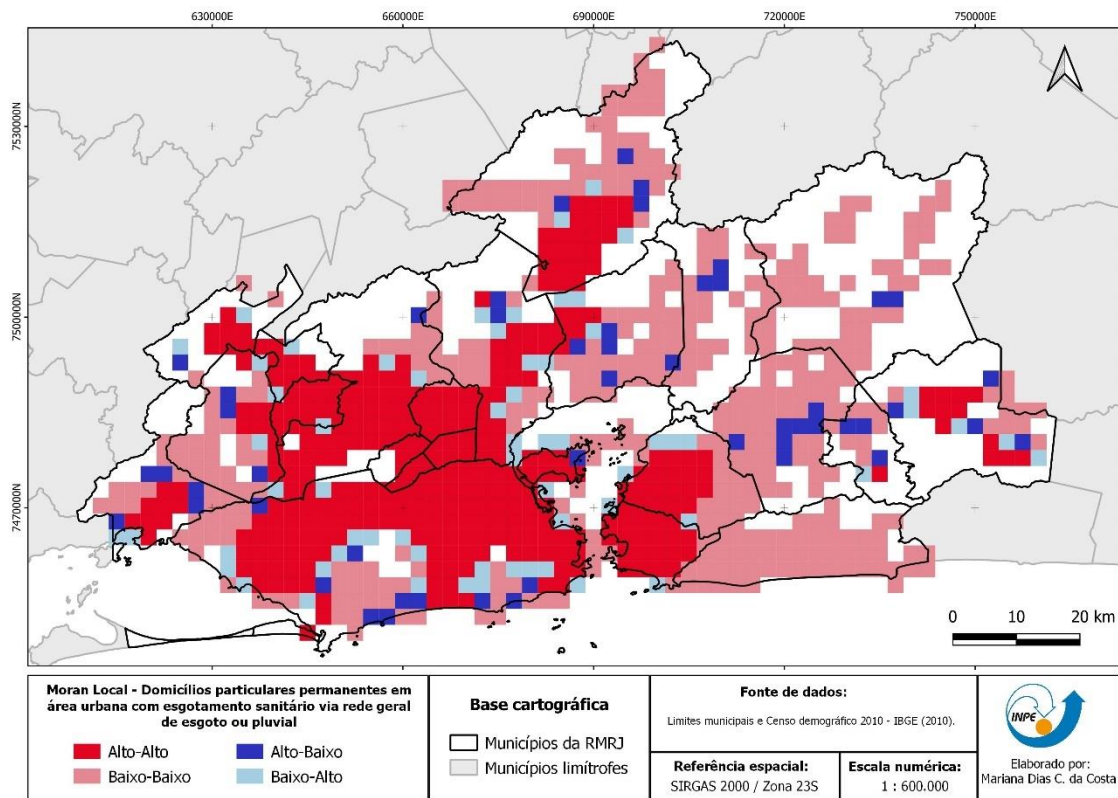 630000E 660000E 690000E 720000E 750000E
7530000N
7500000N
7470000N
0 10 20 km
Moran Local - Domicílios particulares permanentes em
área urbana com esgotamento sanitário via rede geral
de esgoto ou pluvial
Alto-Alto
Alto-Baixo
Baixo-Baixo
Baixo-Alto
Base cartográfica
Municípios da RMRJ
Municípios limítrofes
Fonte de dados:
Limites municipais e Censo demográfico 2010 - IBGE (2010).
Referência espacial:
SIRGAS 2000 / Zona 23S
Escala numérica:
1 : 600.000
INPE
Elaborado por:
Mariana Dias C. da Costa